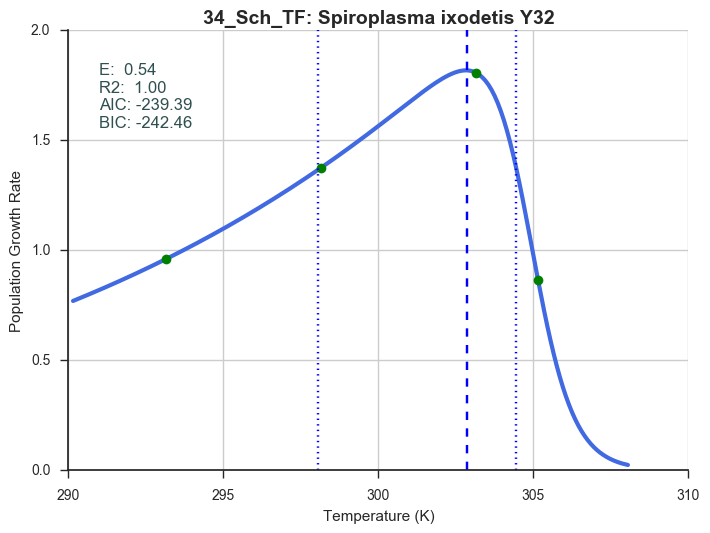 34_Sch_TF: Spiroplasma ixodetis Y32
E:  0.54
R2:  1.00
AIC: -239.39
BIC: -242.46
2.0
1.5
1.0
0.5
0.0
Population Growth Rate
290 295 300 305 310
Temperature (K)